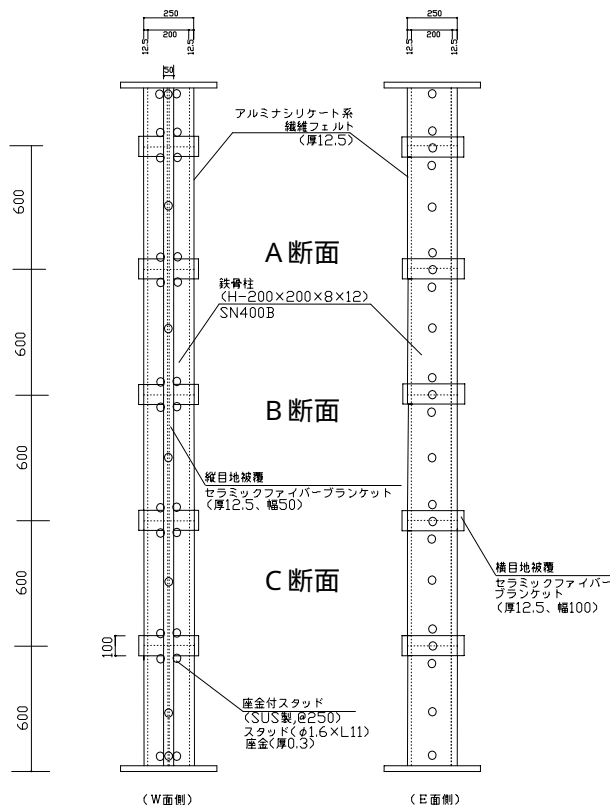 250
200
12.5
12.5
50
250
200
12.5
12.5
アルミナシリケート系
繊維フェルト
(厚12.5)
600
A断面
鉄骨柱
(H-200×200×8×12)
SN400B
600
B断面
600
縦目地被覆
セラミックファイバーブランケット
(厚12.5、幅50)
600
C断面
横目地被覆
セラミックファイバー
ブランケット
(厚12.5、幅100)
100
600
座金付スタッド
(SUS製,@250)
スタッド(φ1.6×L11)
座金(厚0.3)
(W面側)
(E面側)